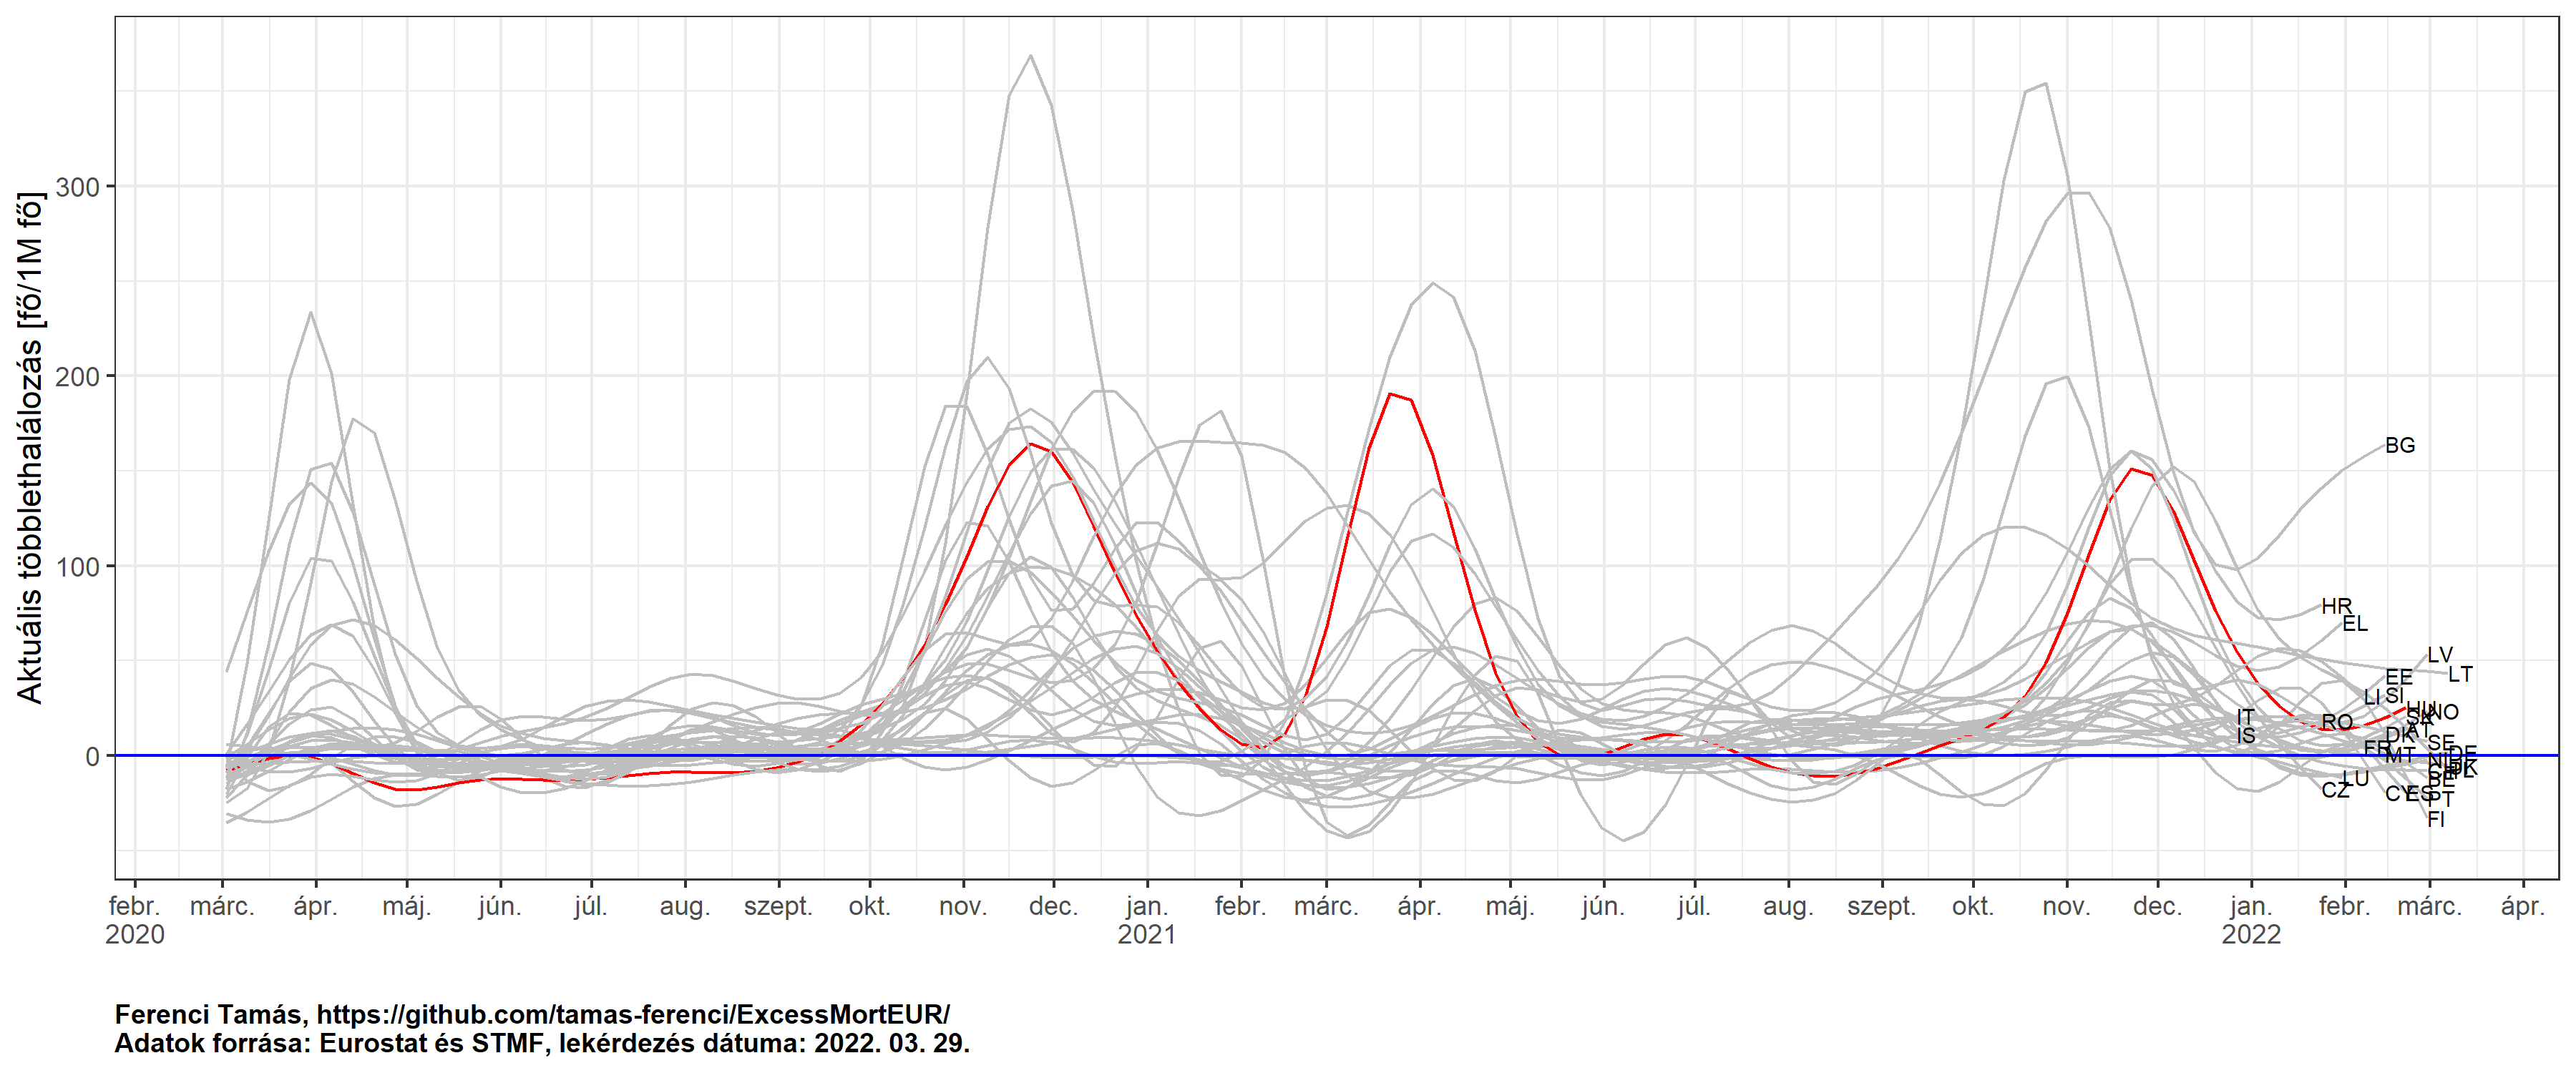 Aktuális többlethalálozás [fő/1M fő]
300
200
100
0
BG
HR
EL
LV
LT
EE
SI
LI
HU
NO
SK
IT
RO
AT
IS
DK
SE
FR
DE
MT
LU
CZ
CY
ES
PT
FI
febr. márc. ápr. máj. jún. júl. aug. szept. okt. nov. dec. jan. febr. márc. ápr. máj. jún. júl. aug. szept. okt. nov. dec. jan. febr. márc. ápr.
2020 2021 2022
Ferenci Tamás, https://github.com/tamas-ferenci/ExcessMortEUR/
Adatok forrása: Eurostat és STMF, lekérdezés dátuma: 2022. 03. 29.